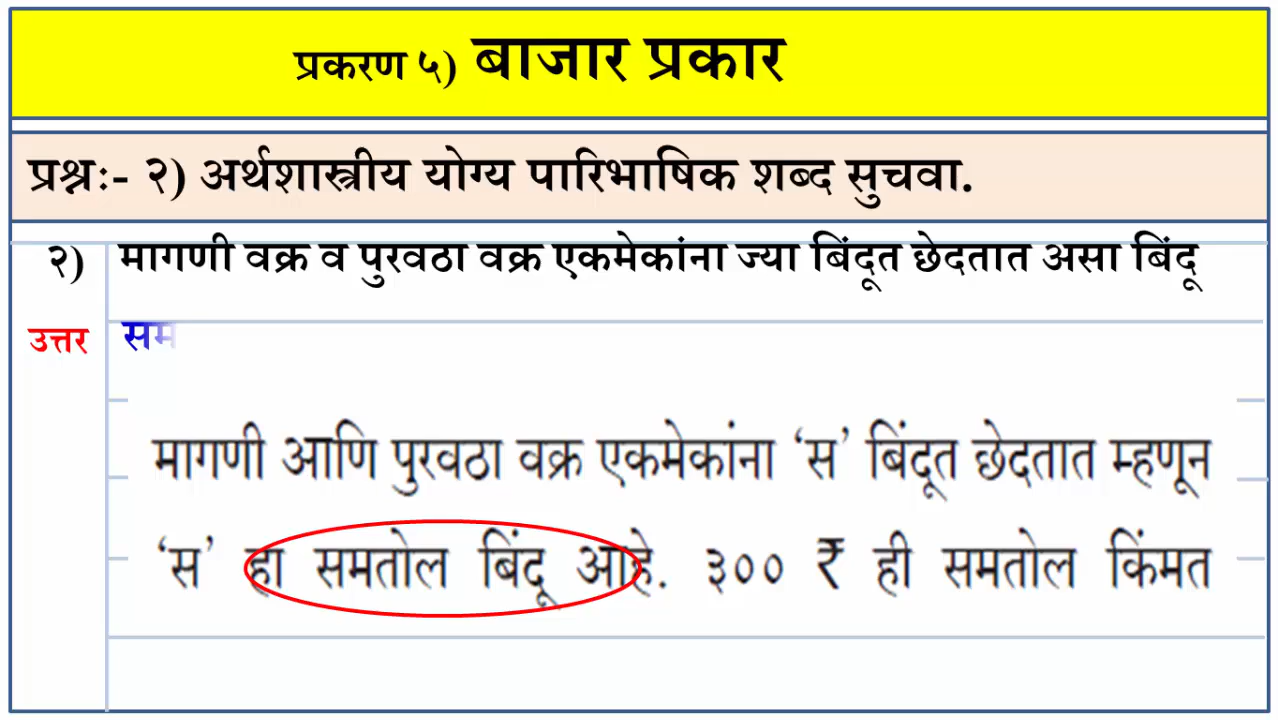 प्रकरण ५) बाजार प्रकार
प्रश्नः- २) अर्थशास्त्रीय योग्य पारिभाषिक शब्द सुचवा.
२) मागणी वक्र व पुरवठा वक्र एकमेकांना ज्या बिंदूत छेदतात असा बिंदू
उत्तर सम
मागणी आणि पुरवठा वक्र एकमेकांना ‘स’ बिंदूत छेदतात म्हणून
‘स’ हा समतोल बिंदू आहे. ३०० ₹ ही समतोल किंमत